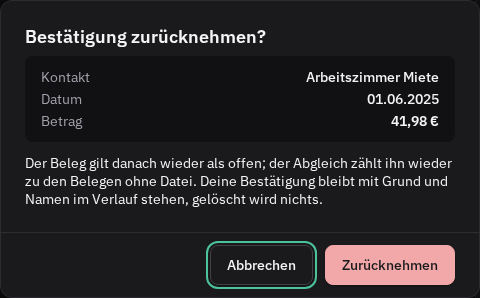 Bestätigung zurücknehmen?
Kontakt Arbeitszimmer Miete
Datum 01.06.2025
Betrag 41,98 €
Der Beleg gilt danach wieder als offen; der Abgleich zählt ihn wieder
zu den Belegen ohne Datei. Deine Bestätigung bleibt mit Grund und
Namen im Verlauf stehen, gelöscht wird nichts.
Abbrechen Zurücknehmen